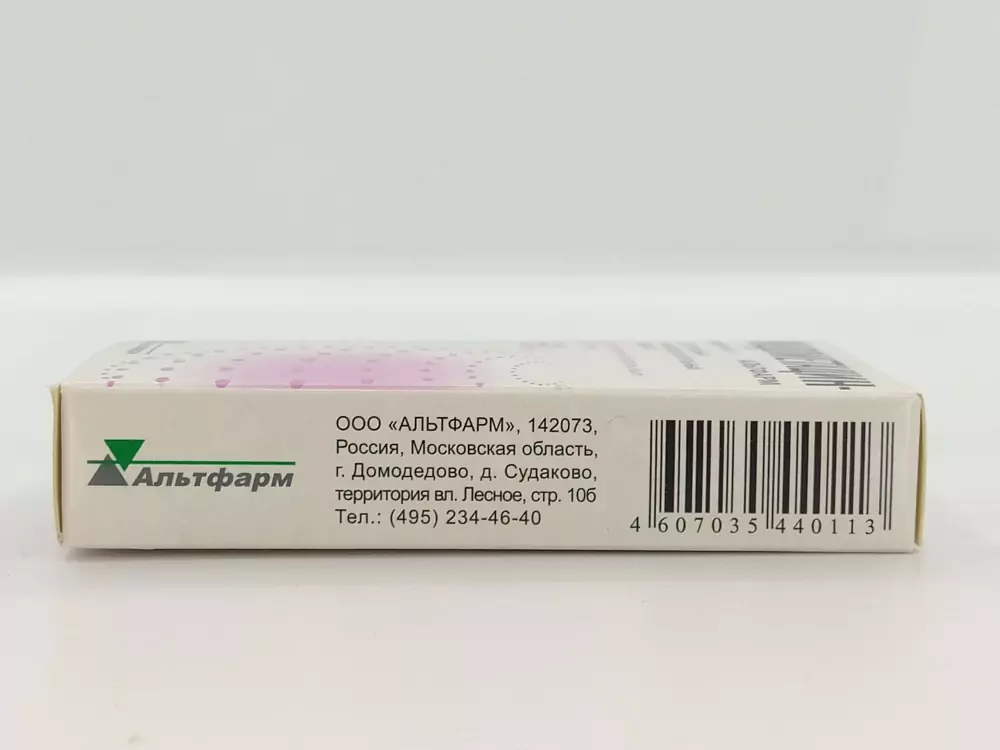 Альтфарм
ООО «АЛЬТФАРМ», 142073,
Россия, Московская область,
г. Домодедово, д. Судаково,
территория вл. Лесное, стр. 10б
Тел.: (495) 234-46-40
4 607035 440113